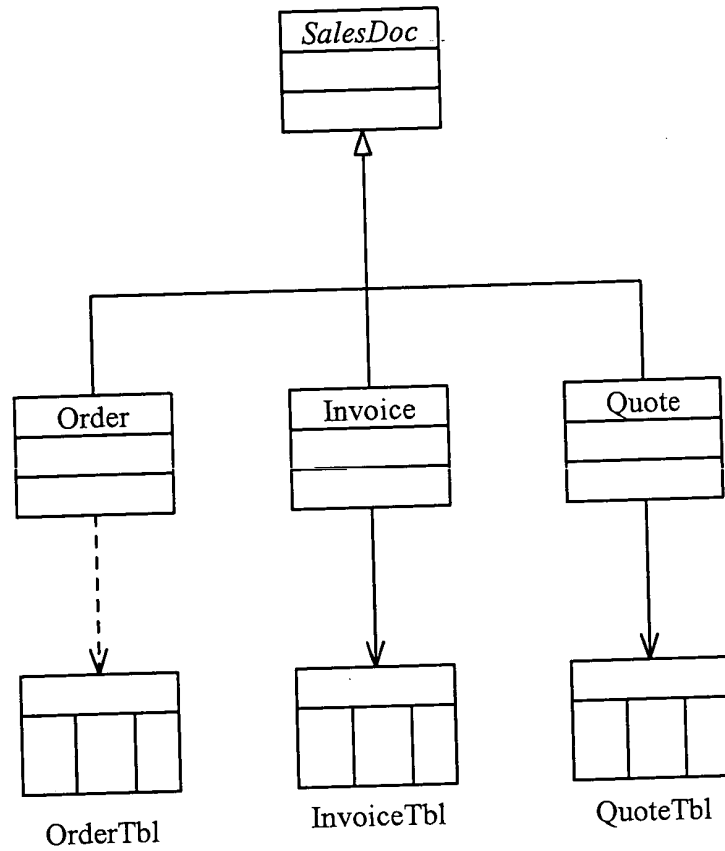 SalesDoc
Order
Invoice
Quote
OrderTbl
InvoiceTbl
QuoteTbl